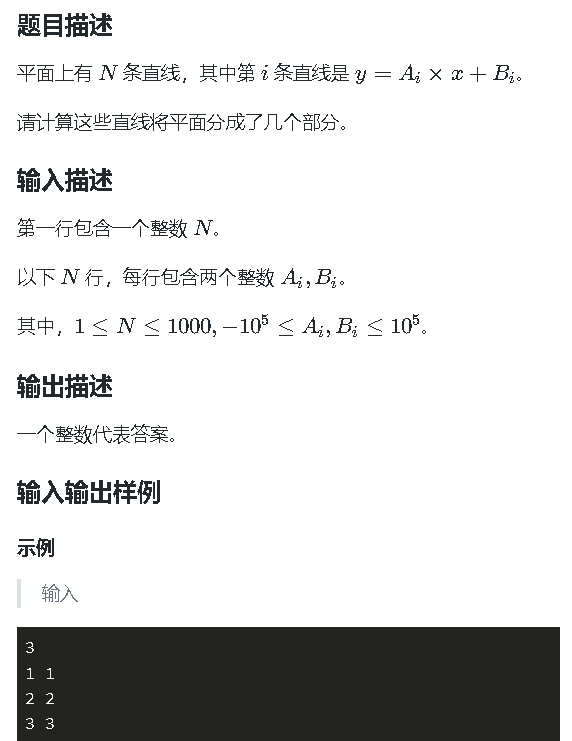 题目描述
平面上有 N 条直线，其中第 i 条直线是 y = A_i × x + B_i。
请计算这些直线将平面分成了几个部分。
输入描述
第一行包含一个整数 N。
以下 N 行，每行包含两个整数 A_i, B_i。
其中，1 ≤ N ≤ 1000, −10^5 ≤ A_i, B_i ≤ 10^5。
输出描述
一个整数代表答案。
输入输出样例
示例
输入
3
1 1
2 2
3 3